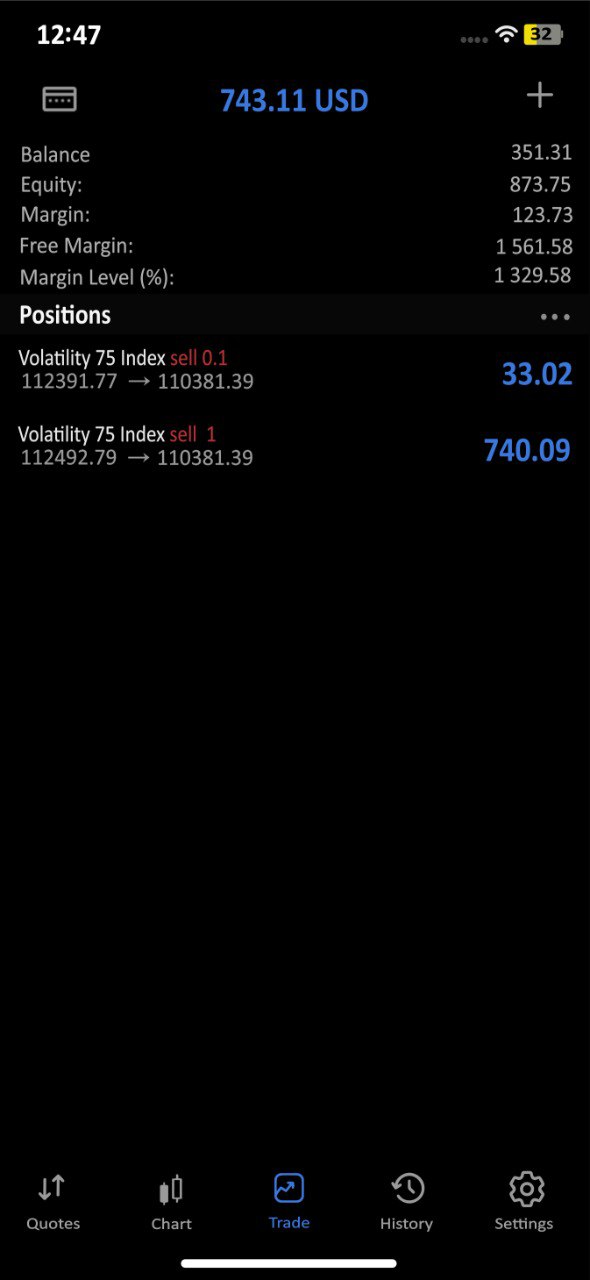 12:47
32
743.11 USD
Balance 351.31
Equity: 873.75
Margin: 123.73
Free Margin: 1 561.58
Margin Level (%): 1 329.58
Positions
Volatility 75 Index sell 0.1
112391.77 → 110381.39 33.02
Volatility 75 Index sell 1
112492.79 → 110381.39 740.09
Quotes Chart Trade History Settings